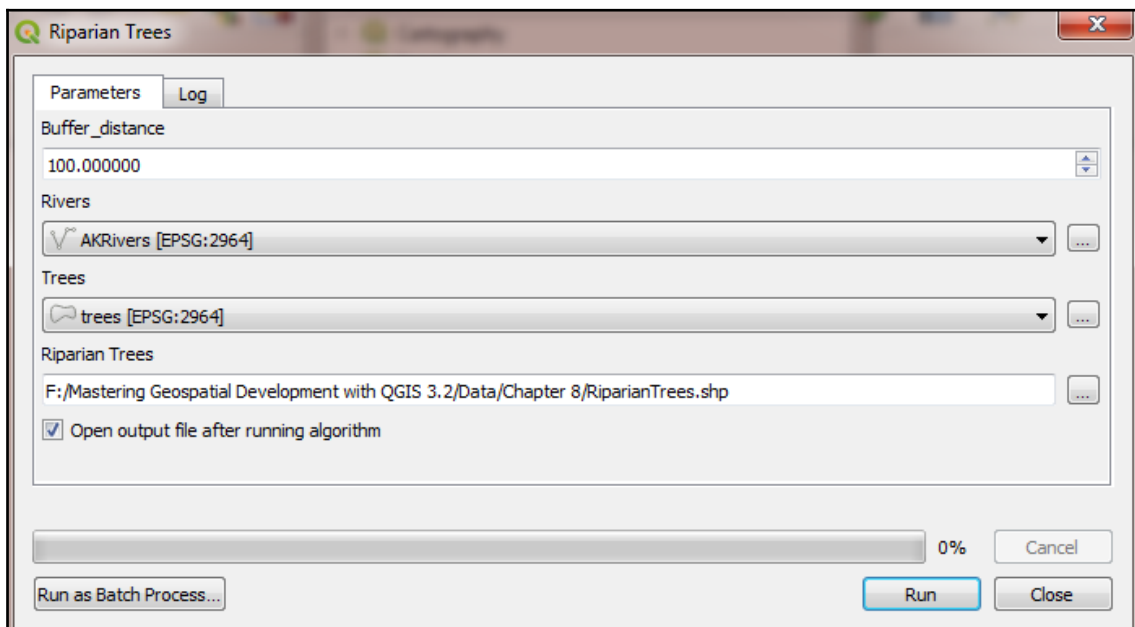 Riparian Trees
Cartography
Parameters
Log
Buffer_distance
100.000000
Rivers
AKRivers [EPSG:2964]
...
Trees
trees [EPSG:2964]
...
Riparian Trees
F:/Mastering Geospatial Development with QGIS 3.2/Data/Chapter 8/RiparianTrees.shp
...
Open output file after running algorithm
0%
Cancel
Run as Batch Process...
Run
Close